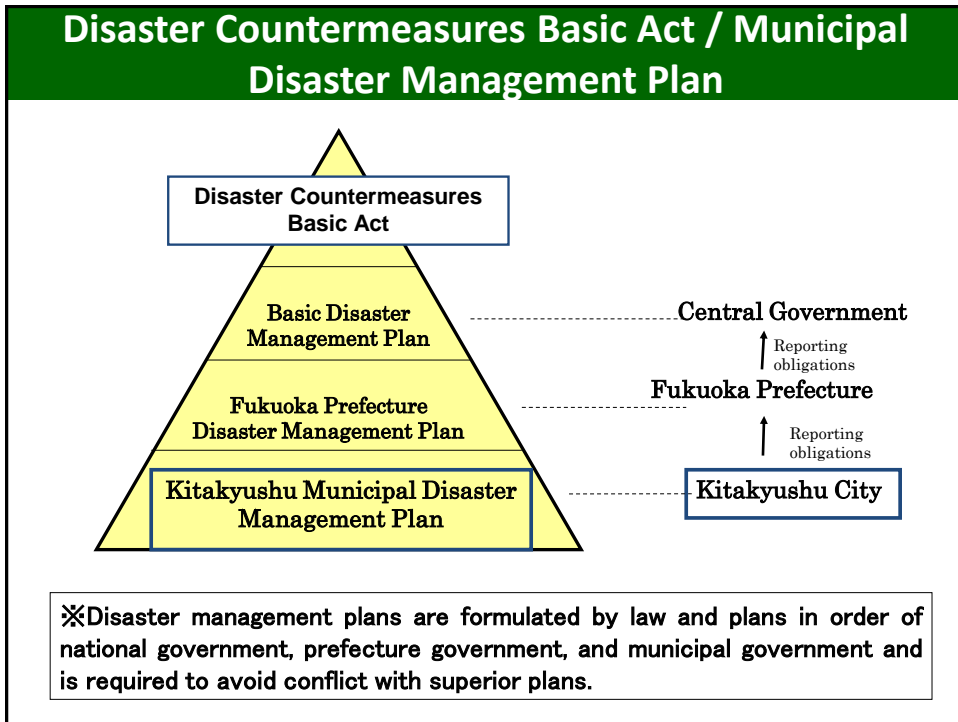 Disaster Countermeasures Basic Act / Municipal
Disaster Management Plan
Disaster Countermeasures
Basic Act
Basic Disaster
Management Plan
Central Government
Reporting
obligations
Fukuoka Prefecture
Fukuoka Prefecture
Disaster Management Plan
Reporting
obligations
Kitakyushu Municipal Disaster
Management Plan
Kitakyushu City
※Disaster management plans are formulated by law and plans in order of
national government, prefecture government, and municipal government and
is required to avoid conflict with superior plans.